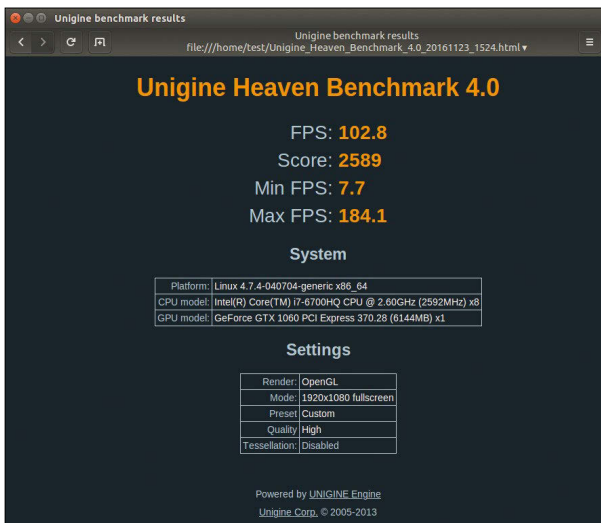 Unigine benchmark results
Unigine benchmark results
file:///home/test/Unigine_Heaven_Benchmark_4.0_20161123_1524.html ▾
Unigine Heaven Benchmark 4.0
FPS: 102.8
Score: 2589
Min FPS: 7.7
Max FPS: 184.1
System
Platform: Linux 4.7.4-040704-generic x86_64
CPU model: Intel(R) Core(TM) i7-6700HQ CPU @ 2.60GHz (2592MHz) x8
GPU model: GeForce GTX 1060 PCI Express 370.28 (6144MB) x1
Settings
Render: OpenGL
Mode: 1920x1080 fullscreen
Preset Custom
Quality High
Tessellation: Disabled
Powered by UNIGINE Engine
Unigine Corp. © 2005-2013